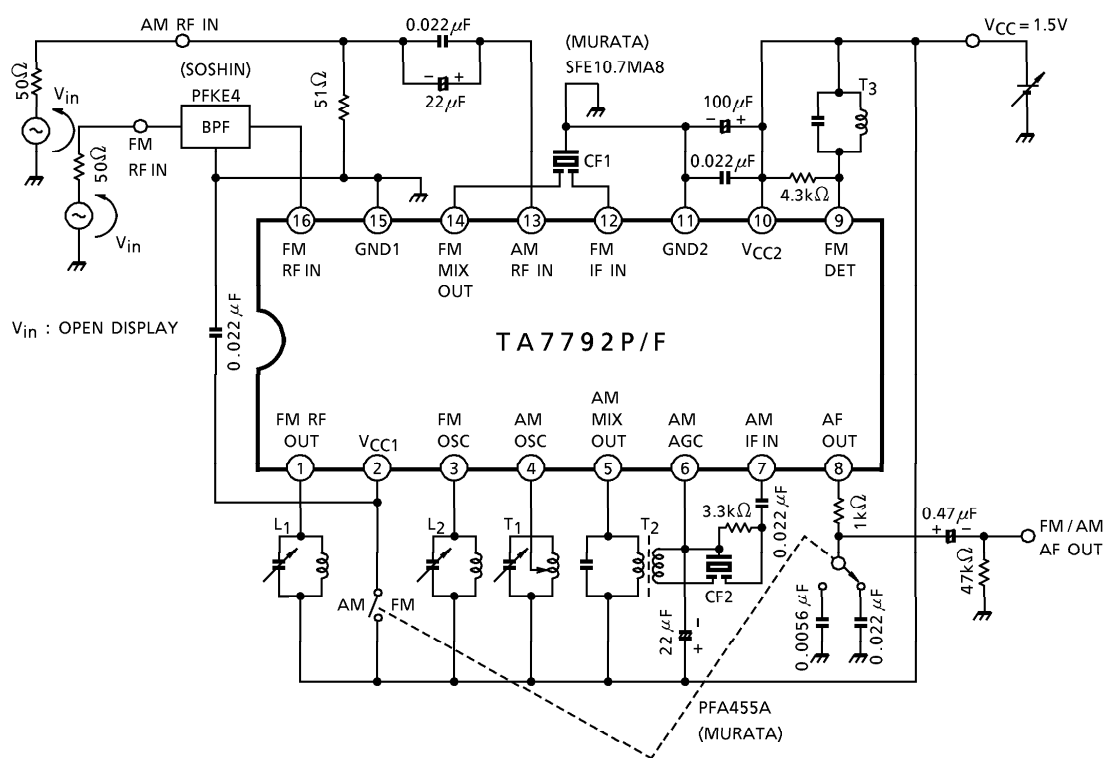 AM RF IN
0.022μF
VCC = 1.5V
(MURATA)
SFE10.7MA8
(SOSHIN)
PFKE4
50Ω
Vin
51Ω
22μF
100μF
T3
BPF
FM
RF IN
50Ω
Vin
CF1
0.022μF
4.3kΩ
16 15 14 13 12 11 10 9
FM
RF IN
GND1
FM
MIX
OUT
AM
RF IN
FM
IF IN
GND2
VCC2
FM
DET
Vin : OPEN DISPLAY
0.022μF
TA7792P/F
FM RF
OUT
VCC1
FM
OSC
AM
OSC
AM
MIX
OUT
AM
AGC
AM
IF IN
AF
OUT
1 2 3 4 5 6 7 8
L1
L2
T1
T2
3.3kΩ
0.022μF
1kΩ
0.47μF
FM/AM
AF OUT
CF2
47kΩ
AM FM
22μF
0.0056μF
0.022μF
PFA455A
(MURATA)